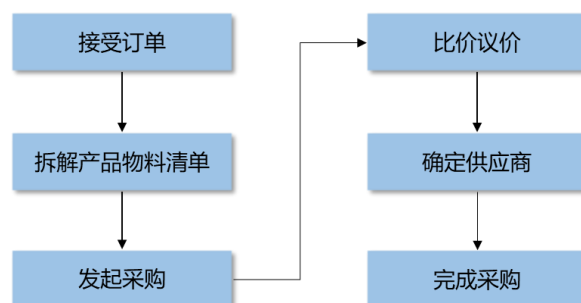 接受订单
拆解产品物料清单
发起采购
比价议价
确定供应商
完成采购